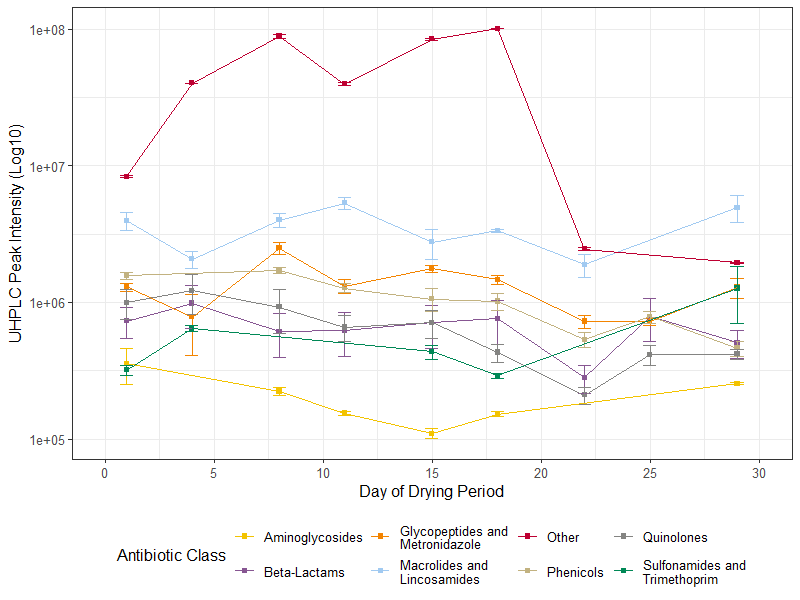 1e+08
1e+07
1e+06
1e+05
UHPLC Peak Intensity (Log10)
0 5 10 15 20 25 30
Day of Drying Period
Antibiotic Class
Aminoglycosides
Beta-Lactams
Glycopeptides and
Metronidazole
Macrolides and
Lincosamides
Other
Phenicols
Quinolones
Sulfonamides and
Trimethoprim